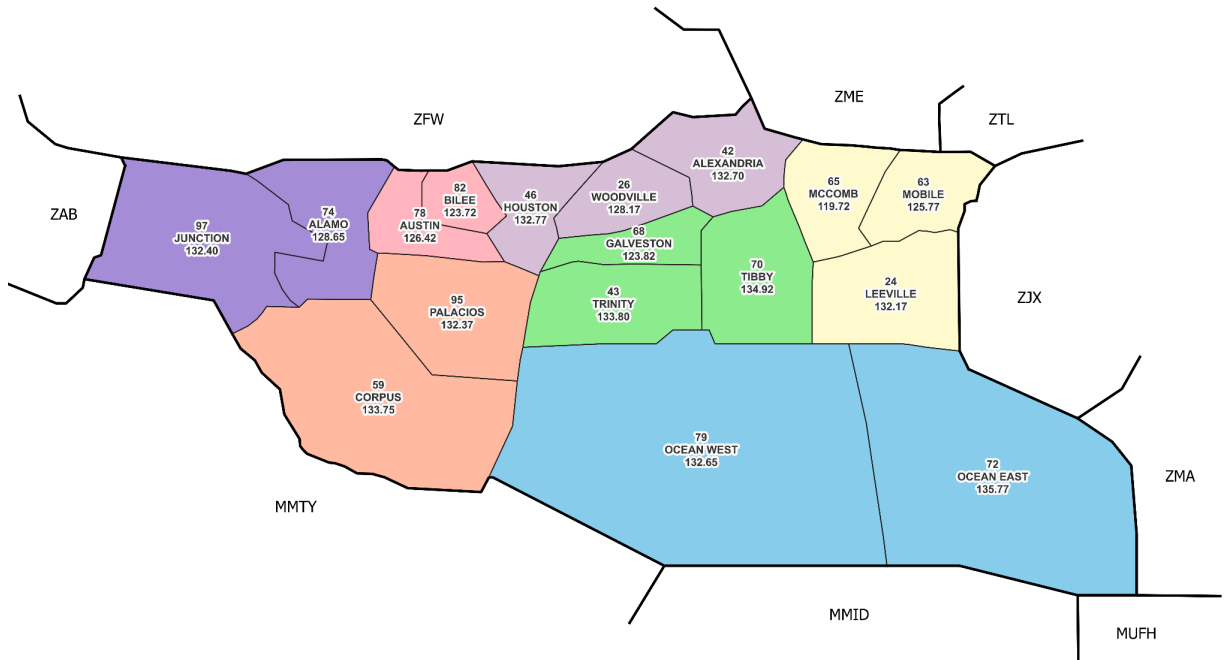 ZME
ZFW
ZTL
42
ALEXANDRIA
132.70
65
MCCOMB
119.72
63
MOBILE
125.77
82
BILEE
123.72
46
HOUSTON
132.77
26
WOODVILLE
128.17
ZAB
97
JUNCTION
132.40
74
ALAMO
128.65
78
AUSTIN
126.42
68
GALVESTON
123.82
70
TIBBY
134.92
24
LEEVILLE
132.17
ZJX
95
PALACIOS
132.37
43
TRINITY
133.80
59
CORPUS
133.75
79
OCEAN WEST
132.65
72
OCEAN EAST
135.77
ZMA
MMTY
MMID
MUFH